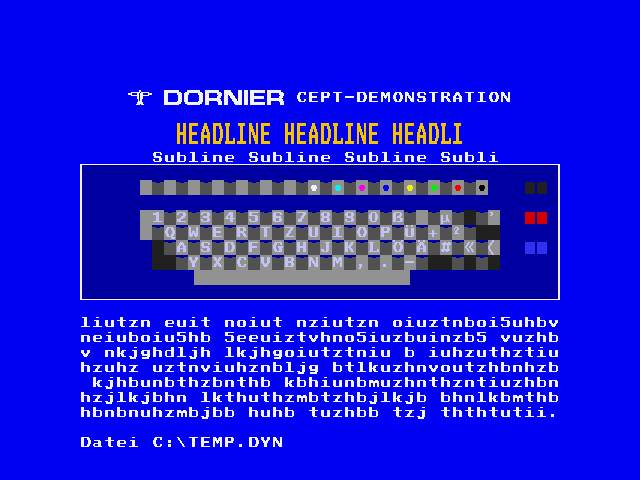 DORNIER CEPT-DEMONSTRATION
HEADLINE HEADLINE HEADLI
Subline Subline Subline Subli
1 2 3 4 5 6 7 8 9 0 ß µ '
Q W E R T Z U I O P Ü + ²
A S D F G H J K L Ö Ä # « ⟨
Y X C V B N M , . -
liutzn euit noiut nziutzn oiuztnboi5uhbv
neiuboiu5hb 5eeuiztvhno5iuzbuinzb5 vuzhb
v nkjghdljh lkjhgoiutztniu b iuhzuthztiu
hzuhz uztnviuhznbljg btlkuzhnvoutzhbnhzb
kjhbunbthzbnthb kbhiunbmuzhnthzntiuzhbn
hzjlkjbhn lkthuthzmbtzhbjlkjb bhnlkbmthb
hbnbnuhzmbjbb huhb tuzhbb tzj thththtutii.
Datei C:\TEMP.DYN